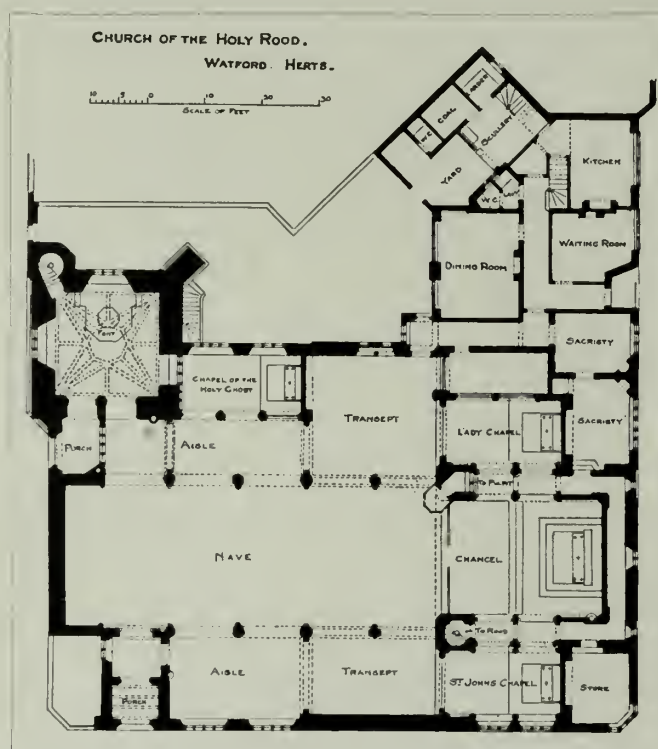 CHURCH OF THE HOLY ROOD.
WATFORD. HERTS.
10 5 0 10 20 30
SCALE OF FEET
LARDER
COAL
W.C.
SCULLERY
YARD
KITCHEN
W.C.
WAITING ROOM
DINING ROOM
FONT
SACRISTY
CHAPEL OF THE
HOLY GHOST
TRANSEPT
SACRISTY
LADY CHAPEL
AISLE
PORCH
TO PULPIT
NAVE
CHANCEL
TO ROOD
AISLE
TRANSEPT
ST JOHNS CHAPEL
STORE
PORCH